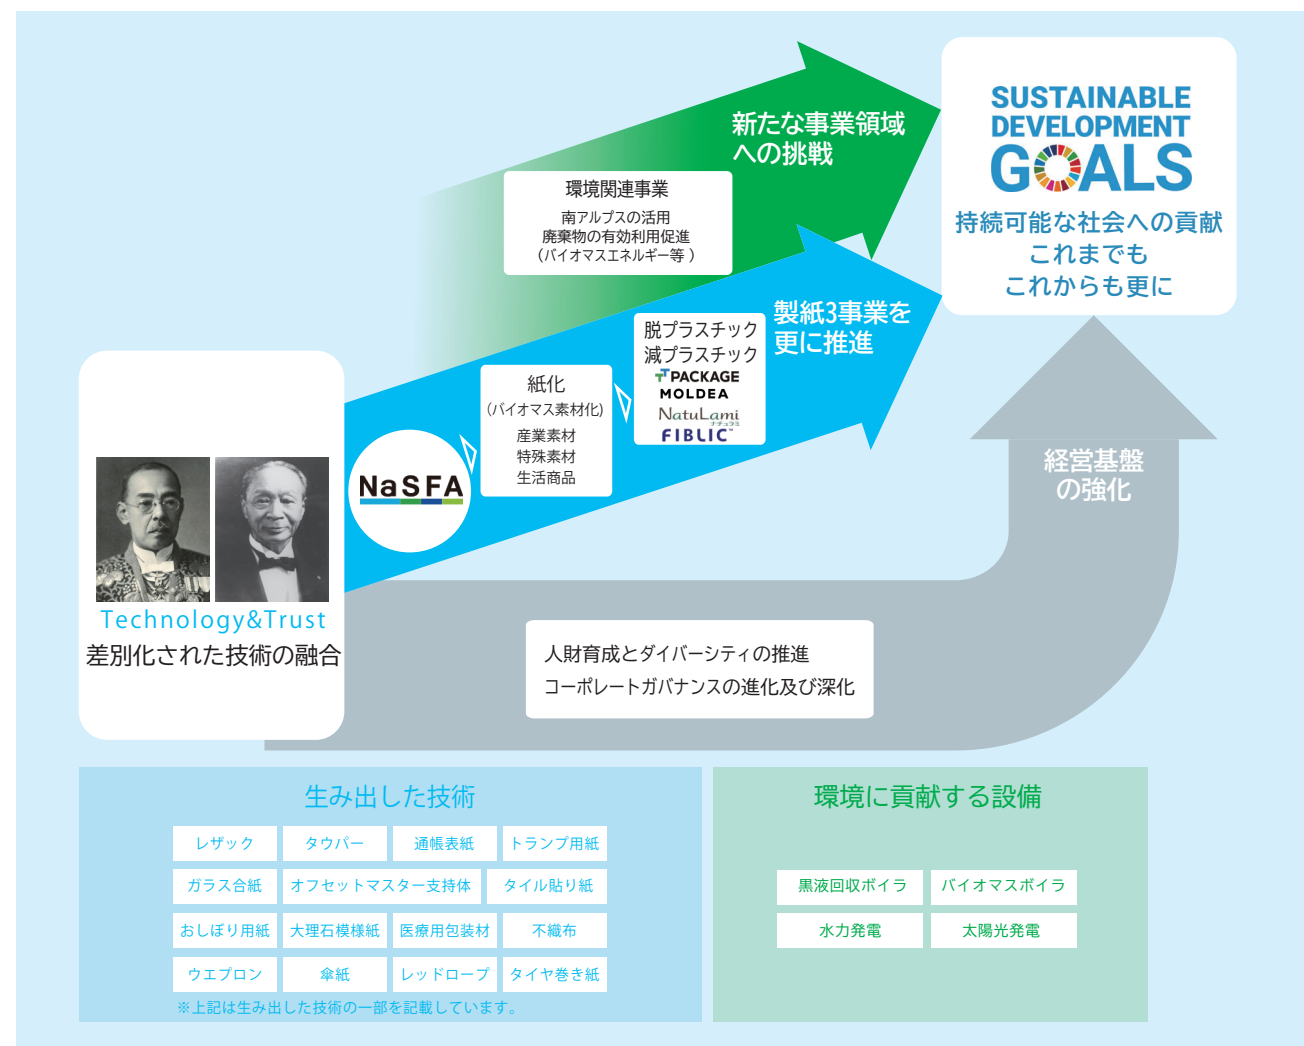 新たな事業領域
への挑戦
環境関連事業
南アルプスの活用
廃棄物の有効利用促進
（バイオマスエネルギー等 ）
SUSTAINABLE
DEVELOPMENT
GOALS
持続可能な社会への貢献
これまでも
これからも更に
製紙3事業を
更に推進
脱プラスチック
減プラスチック
TTPACKAGE
MOLDEA
NatuLami
ナチュラミ
FIBLIC™
紙化
(バイオマス素材化)
産業素材
特殊素材
生活商品
NaSFA
経営基盤
の強化
Technology&Trust
差別化された技術の融合
人財育成とダイバーシティの推進
コーポレートガバナンスの進化及び深化
生み出した技術
レザック タウパー 通帳表紙 トランプ用紙
ガラス合紙 オフセットマスター支持体 タイル貼り紙
おしぼり用紙 大理石模様紙 医療用包装材 不織布
ウエプロン 傘紙 レッドロープ タイヤ巻き紙
※上記は生み出した技術の一部を記載しています。
環境に貢献する設備
黒液回収ボイラ バイオマスボイラ
水力発電 太陽光発電